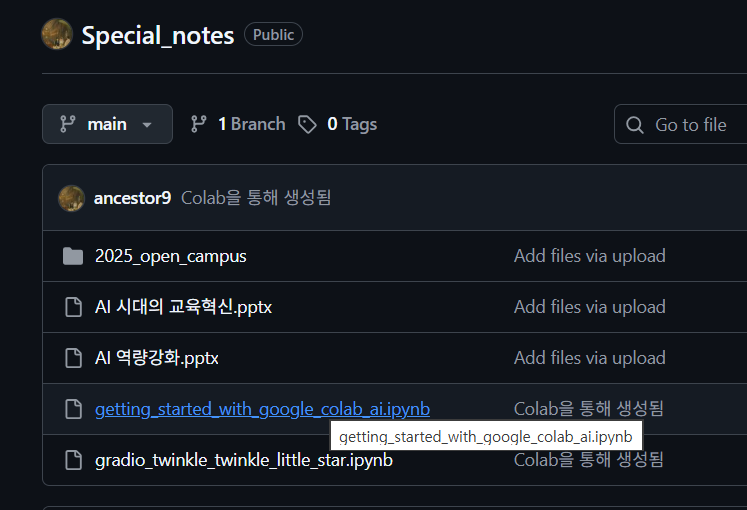 Special_notes Public
main 1 Branch 0 Tags Go to file
ancestor9 Colab을 통해 생성됨
2025_open_campus Add files via upload
AI 시대의 교육혁신.pptx Add files via upload
AI 역량강화.pptx Add files via upload
getting_started_with_google_colab_ai.ipynb Colab을 통해 생성됨
getting_started_with_google_colab_ai.ipynb
gradio_twinkle_twinkle_little_star.ipynb Colab을 통해 생성됨